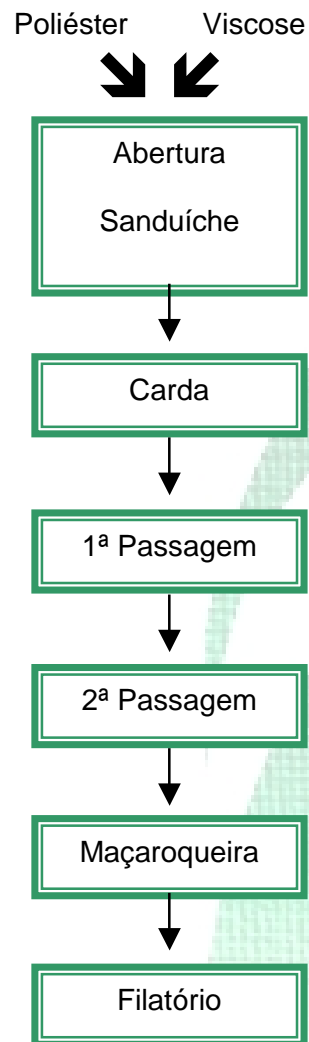 Poliéster Viscose
Abertura
Sanduíche
Carda
1ª Passagem
2ª Passagem
Maçaroqueira
Filatório